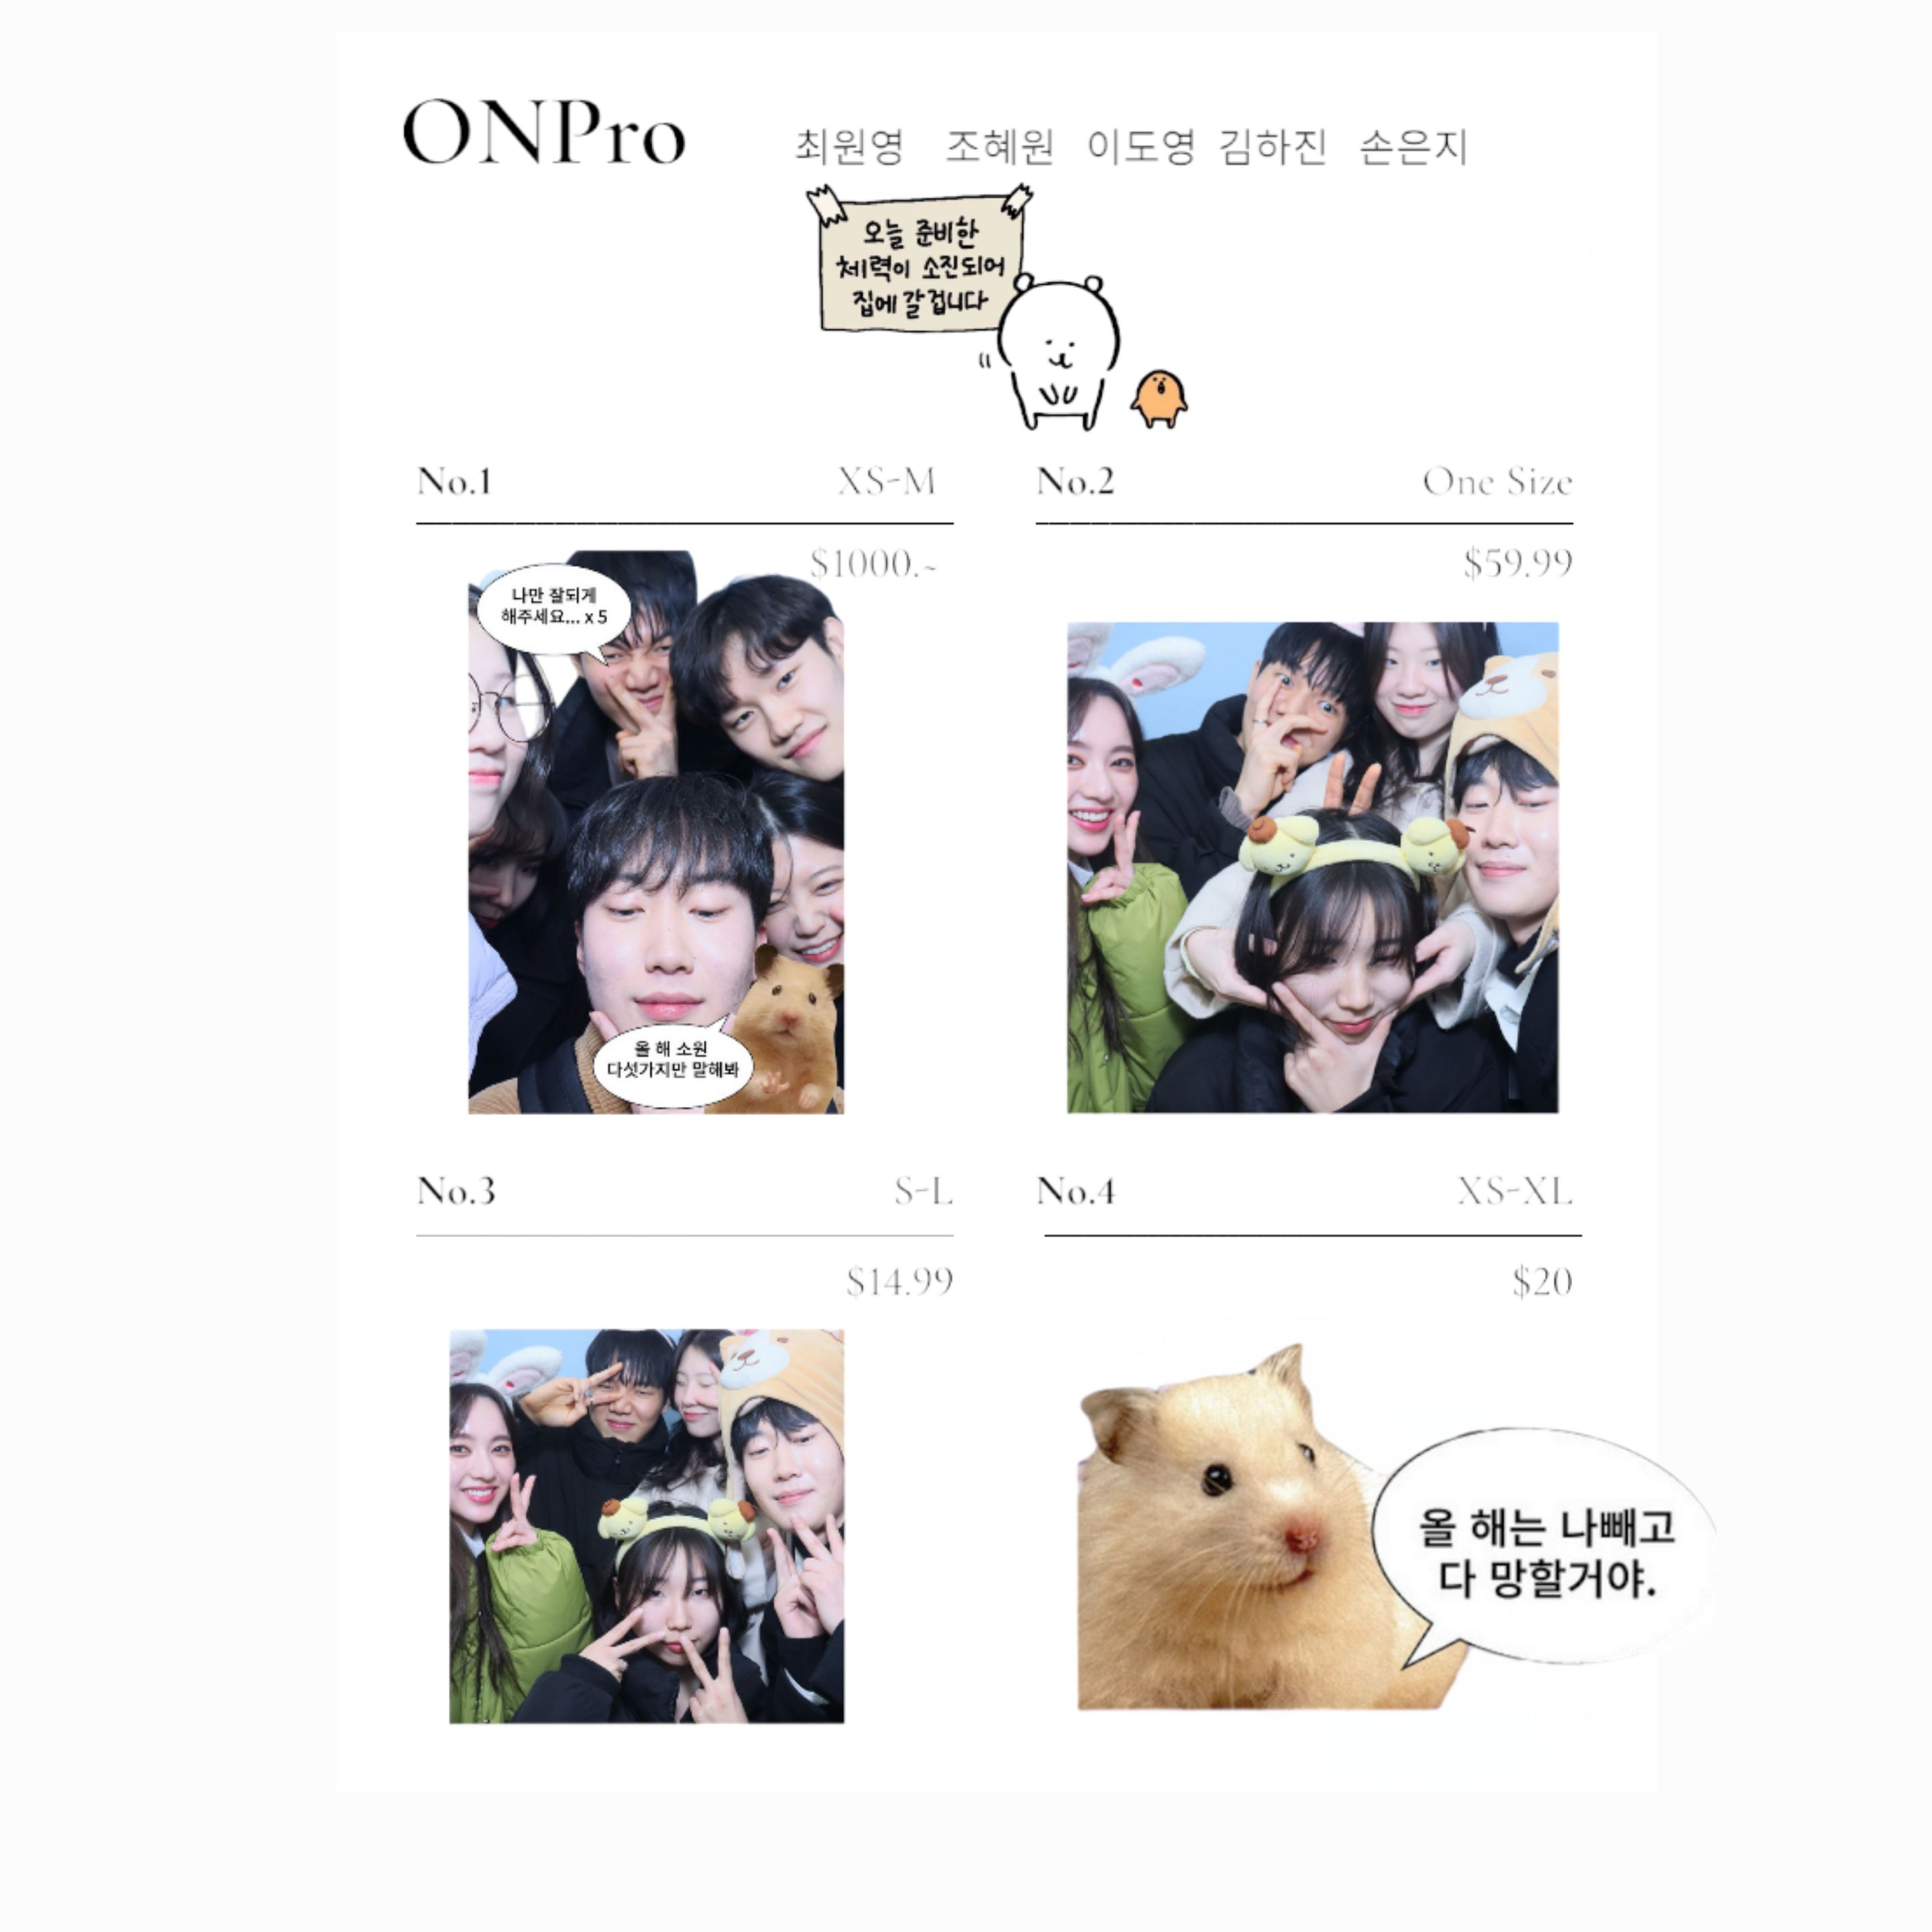 ONPro
최원영 조혜원 이도영 김하진 손은지
오늘 준비한
체력이 소진되어
집에 갈겁니다
No.1 XS-M
$1000.~
나만 잘되게
해주세요... x 5
올 해 소원
다섯가지만 말해봐
No.2 One Size
$59.99
No.3 S-L
$14.99
No.4 XS-XL
$20
올 해는 나빼고
다 망할거야.